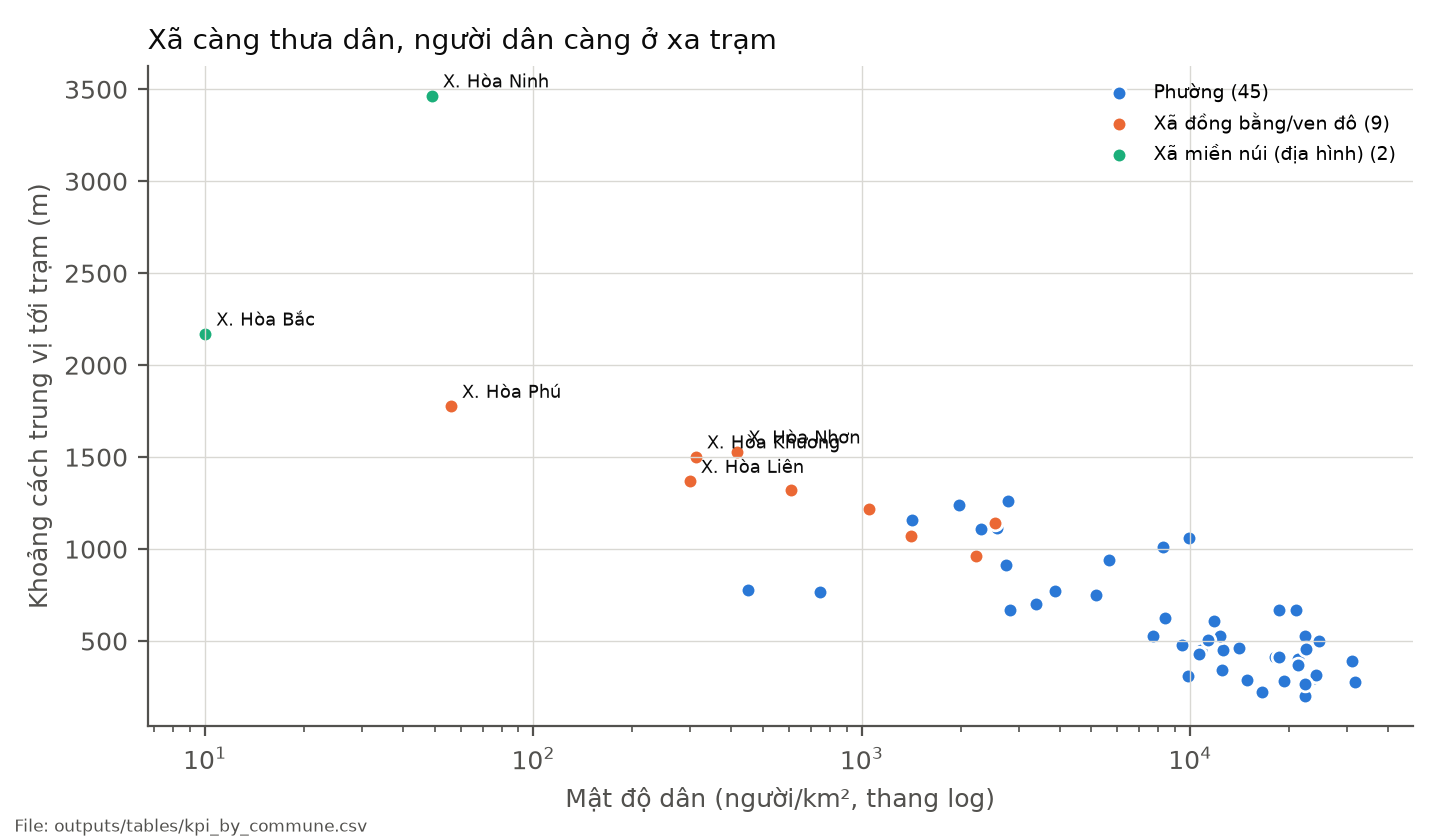 Xã càng thưa dân, người dân càng ở xa trạm
Khoảng cách trung vị tới trạm (m)
3500
3000
2500
2000
1500
1000
500
X. Hòa Ninh
X. Hòa Bắc
X. Hòa Phú
X. Hòa Nhơn
X. Hòa Khương
X. Hòa Liên
Phường (45)
Xã đồng bằng/ven đô (9)
Xã miền núi (địa hình) (2)
10¹ 10² 10³ 10⁴
Mật độ dân (người/km², thang log)
File: outputs/tables/kpi_by_commune.csv